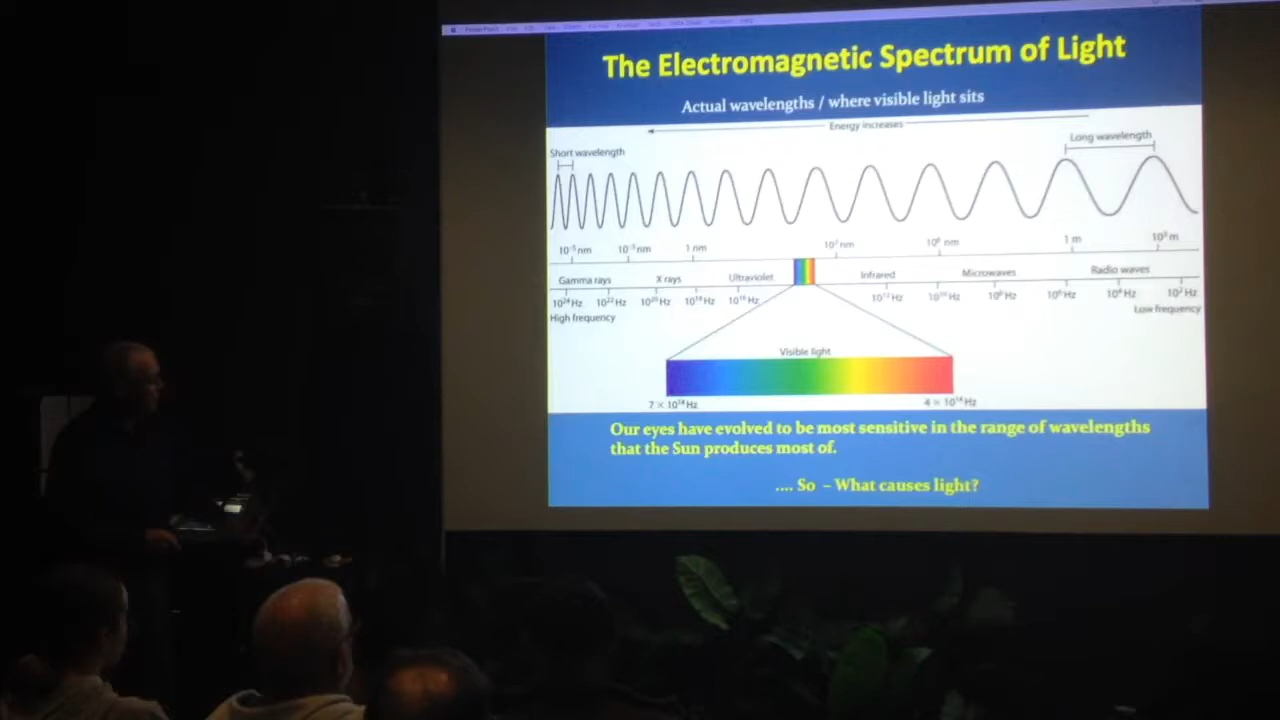 PowerPoint
The Electromagnetic Spectrum of Light
Actual wavelengths / where visible light sits
Energy increases
Short wavelength
Long wavelength
10⁻⁵ nm 10⁻³ nm 1 nm 10³ nm 10⁶ nm 1 m 10³ m
Gamma rays X rays Ultraviolet Infrared Microwaves Radio waves
10²⁴ Hz 10²² Hz 10²⁰ Hz 10¹⁸ Hz 10¹⁶ Hz 10¹² Hz 10¹⁰ Hz 10⁸ Hz 10⁶ Hz 10⁴ Hz 10² Hz
High frequency Low frequency
Visible light
7 × 10¹⁴ Hz 4 × 10¹⁴ Hz
Our eyes have evolved to be most sensitive in the range of wavelengths
that the Sun produces most of.
.... So – What causes light?